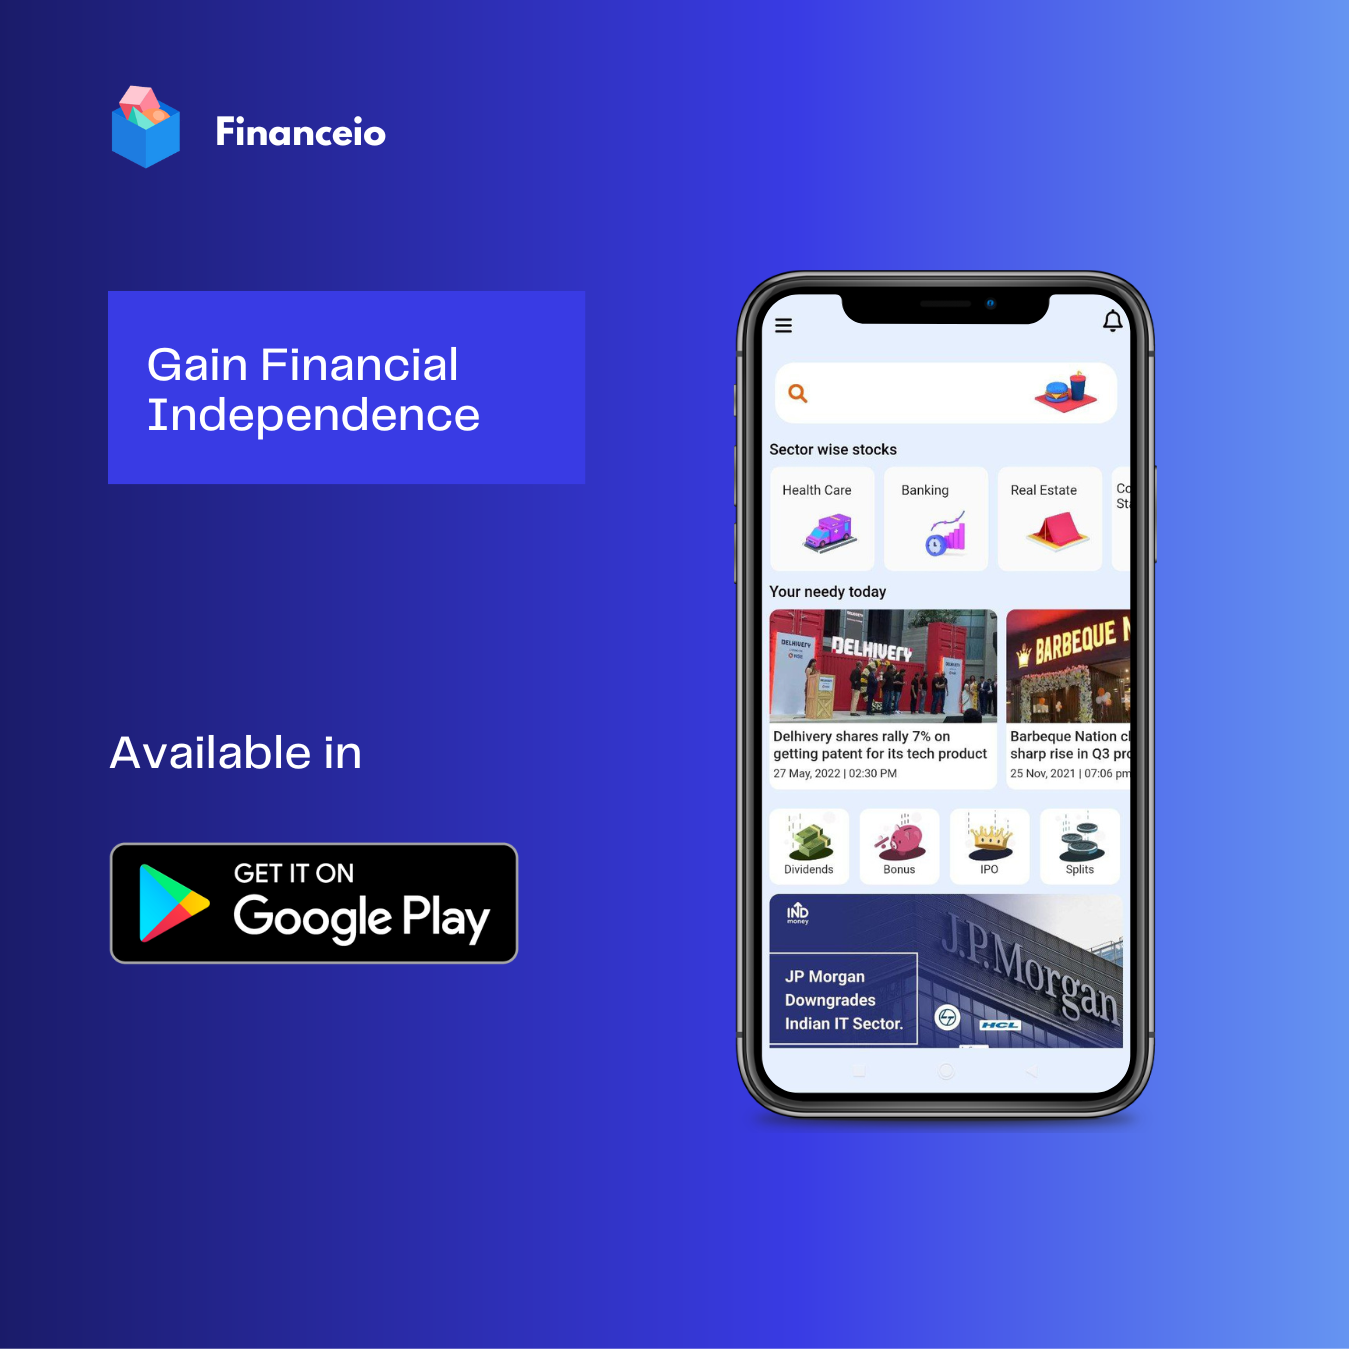 Financeio
Gain Financial
Independence
Available in
GET IT ON
Google Play
Sector wise stocks
Health Care
Banking
Real Estate
Your needy today
DELHIVERY
DELHIVERY
DELHIVERY
BARBEQUE N
Delhivery shares rally 7% on
getting patent for its tech product
27 May, 2022 | 02:30 PM
Barbeque Nation
sharp rise in Q3
25 Nov, 2021 | 07:06 pm
Dividends
Bonus
IPO
Splits
IND
money
J.P.Morgan
JP Morgan
Downgrades
Indian IT Sector.
HCL